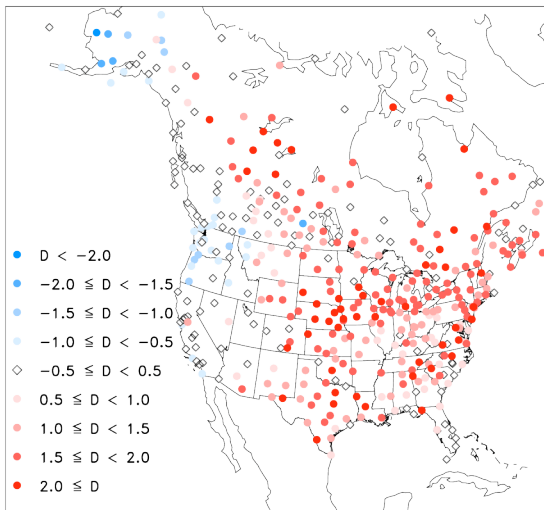 D < -2.0
-2.0 ≤ D < -1.5
-1.5 ≤ D < -1.0
-1.0 ≤ D < -0.5
-0.5 ≤ D < 0.5
0.5 ≤ D < 1.0
1.0 ≤ D < 1.5
1.5 ≤ D < 2.0
2.0 ≤ D